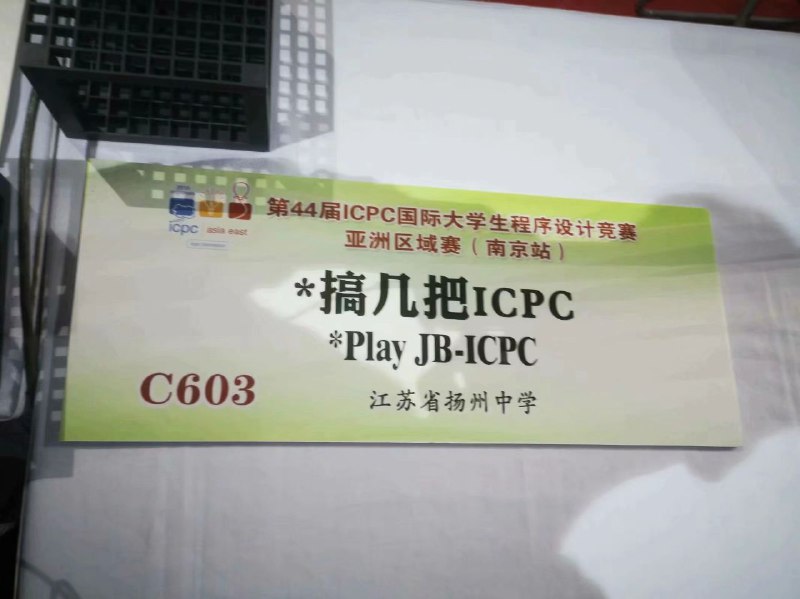 icpc asia east
第44届ICPC国际大学生程序设计竞赛
亚洲区域赛（南京站）
*搞几把ICPC
*Play JB-ICPC
C603
江苏省扬州中学